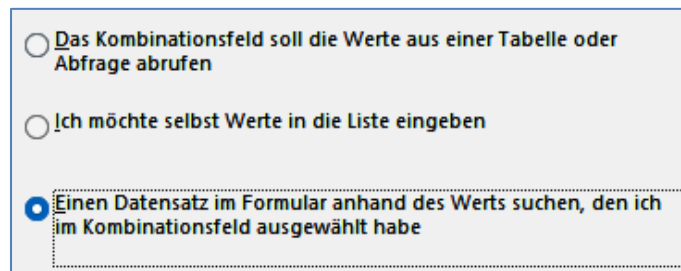 Das Kombinationsfeld soll die Werte aus einer Tabelle oder
Abfrage abrufen
Ich möchte selbst Werte in die Liste eingeben
Einen Datensatz im Formular anhand des Werts suchen, den ich
im Kombinationsfeld ausgewählt habe